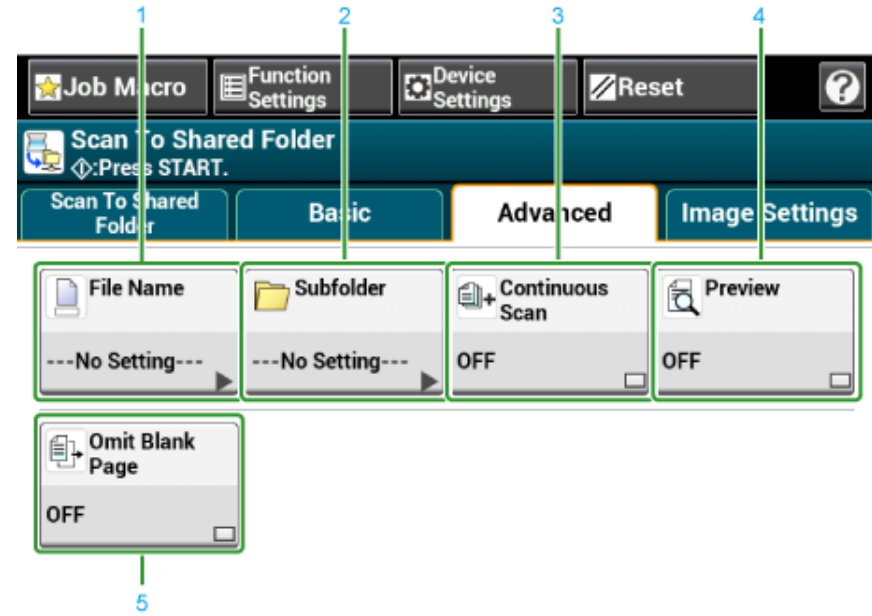 1 2 3 4
Job Macro Function Settings Device Settings Reset ?
Scan To Shared Folder
:Press START.
Scan To Shared Folder Basic Advanced Image Settings
File Name Subfolder Continuous Scan Preview
---No Setting--- ---No Setting--- OFF OFF
Omit Blank
Page
OFF
5